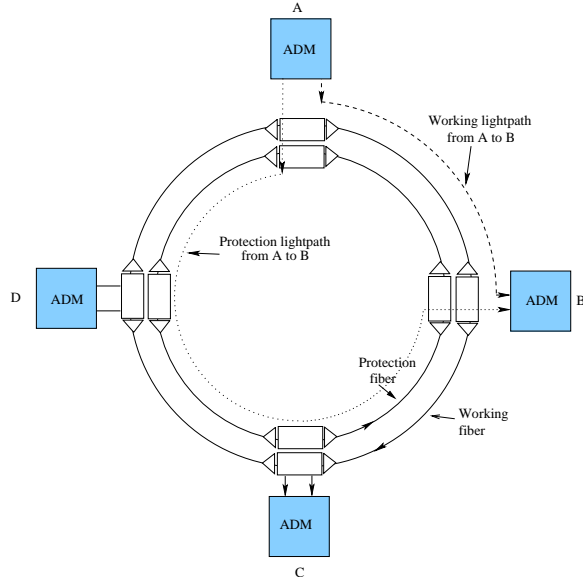 A
ADM
Working lightpath
from A to B
Protection lightpath
from A to B
D
ADM
ADM
B
Protection
fiber
Working
fiber
ADM
C